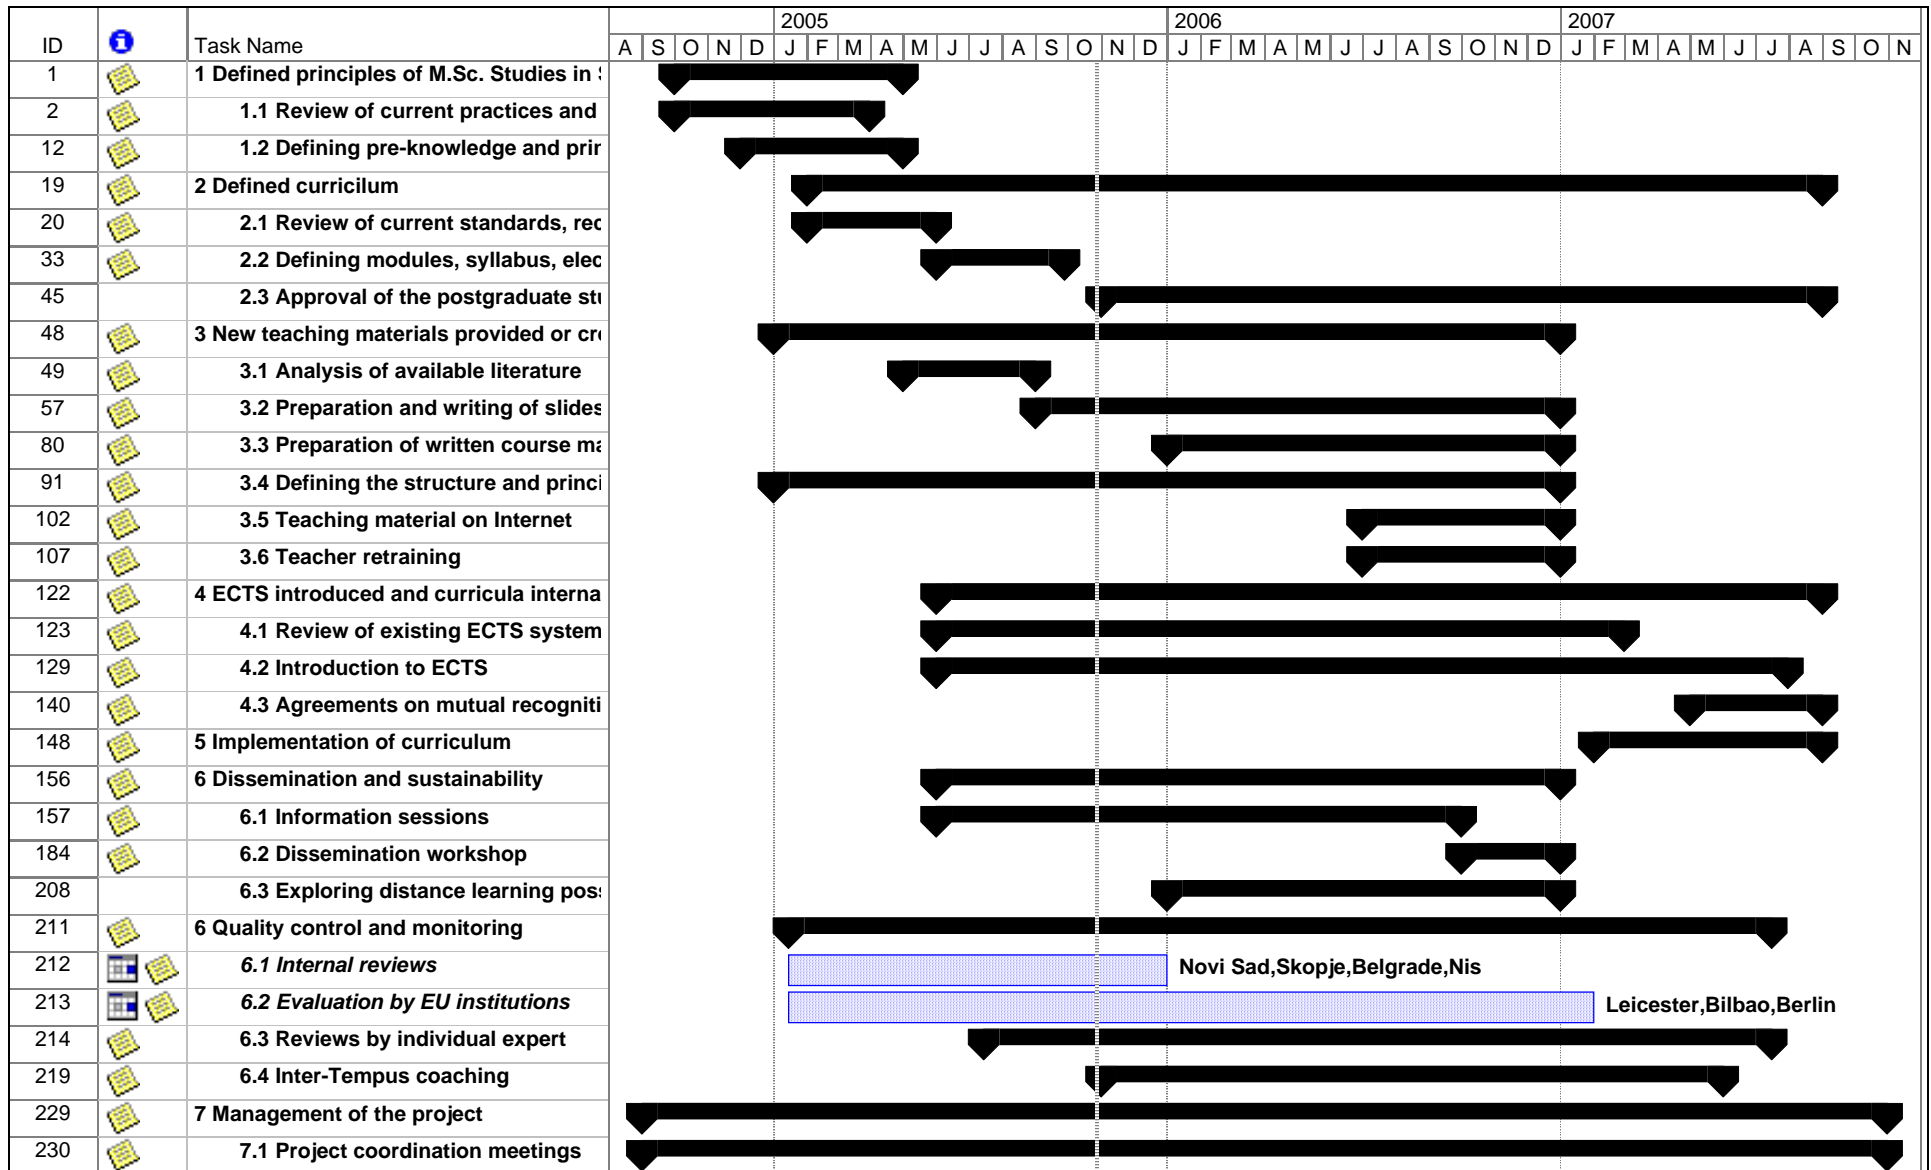 2005 2006 2007
ID Task Name A S O N D J F M A M J J A S O N D J F M A M J J A S O N D J F M A M J J A S O N
1 1 Defined principles of M.Sc. Studies in
2 1.1 Review of current practices and
12 1.2 Defining pre-knowledge and prin
19 2 Defined curricilum
20 2.1 Review of current standards, rec
33 2.2 Defining modules, syllabus, elec
45 2.3 Approval of the postgraduate stu
48 3 New teaching materials provided or cre
49 3.1 Analysis of available literature
57 3.2 Preparation and writing of slides
80 3.3 Preparation of written course ma
91 3.4 Defining the structure and princi
102 3.5 Teaching material on Internet
107 3.6 Teacher retraining
122 4 ECTS introduced and curricula interna
123 4.1 Review of existing ECTS system
129 4.2 Introduction to ECTS
140 4.3 Agreements on mutual recogniti
148 5 Implementation of curriculum
156 6 Dissemination and sustainability
157 6.1 Information sessions
184 6.2 Dissemination workshop
208 6.3 Exploring distance learning poss
211 6 Quality control and monitoring
212 6.1 Internal reviews Novi Sad,Skopje,Belgrade,Nis
213 6.2 Evaluation by EU institutions Leicester,Bilbao,Berlin
214 6.3 Reviews by individual expert
219 6.4 Inter-Tempus coaching
229 7 Management of the project
230 7.1 Project coordination meetings